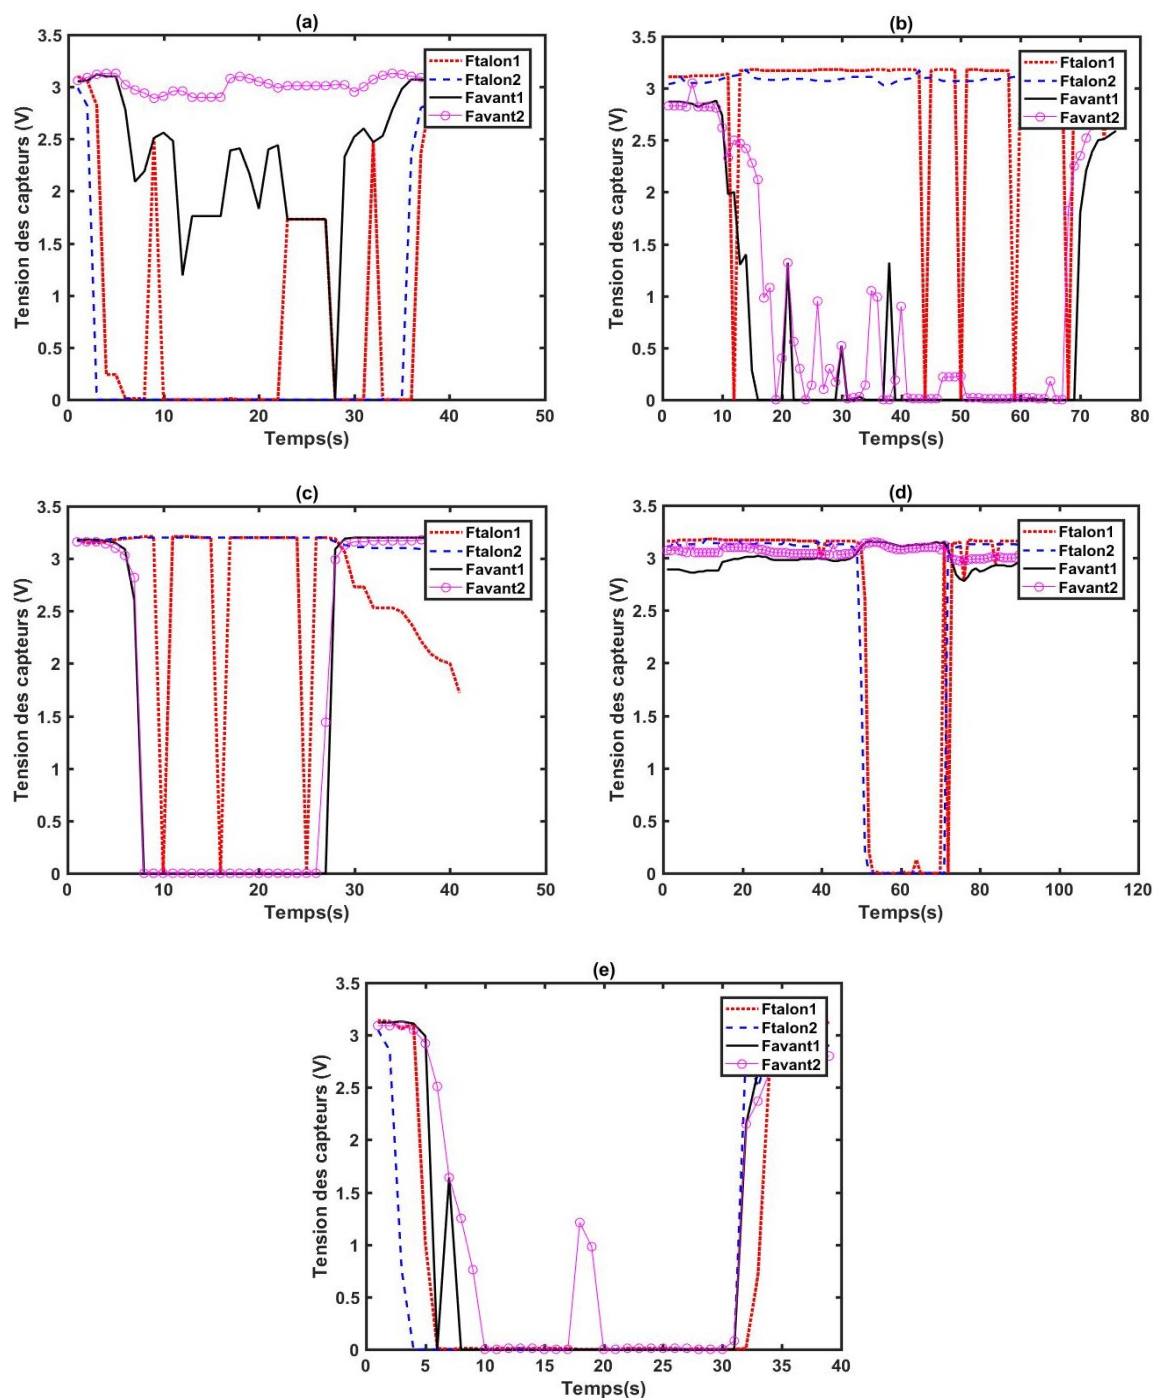 (a)
3.5
3
2.5
2
1.5
1
0.5
0
Tension des capteurs (V)
0 10 20 30 40 50
Temps(s)
Ftalon1
Ftalon2
Favant1
Favant2
(b)
3.5
3
2.5
2
1.5
1
0.5
0
Tension des capteurs (V)
0 10 20 30 40 50 60 70 80
Temps(s)
Ftalon1
Ftalon2
Favant1
Favant2
(c)
3.5
3
2.5
2
1.5
1
0.5
0
Tension des capteurs (V)
0 10 20 30 40 50
Temps(s)
Ftalon1
Ftalon2
Favant1
Favant2
(d)
3.5
3
2.5
2
1.5
1
0.5
0
Tension des capteurs (V)
0 20 40 60 80 100 120
Temps(s)
Ftalon1
Ftalon2
Favant1
Favant2
(e)
3.5
3
2.5
2
1.5
1
0.5
0
Tension des capteurs (V)
0 5 10 15 20 25 30 35 40
Temps(s)
Ftalon1
Ftalon2
Favant1
Favant2